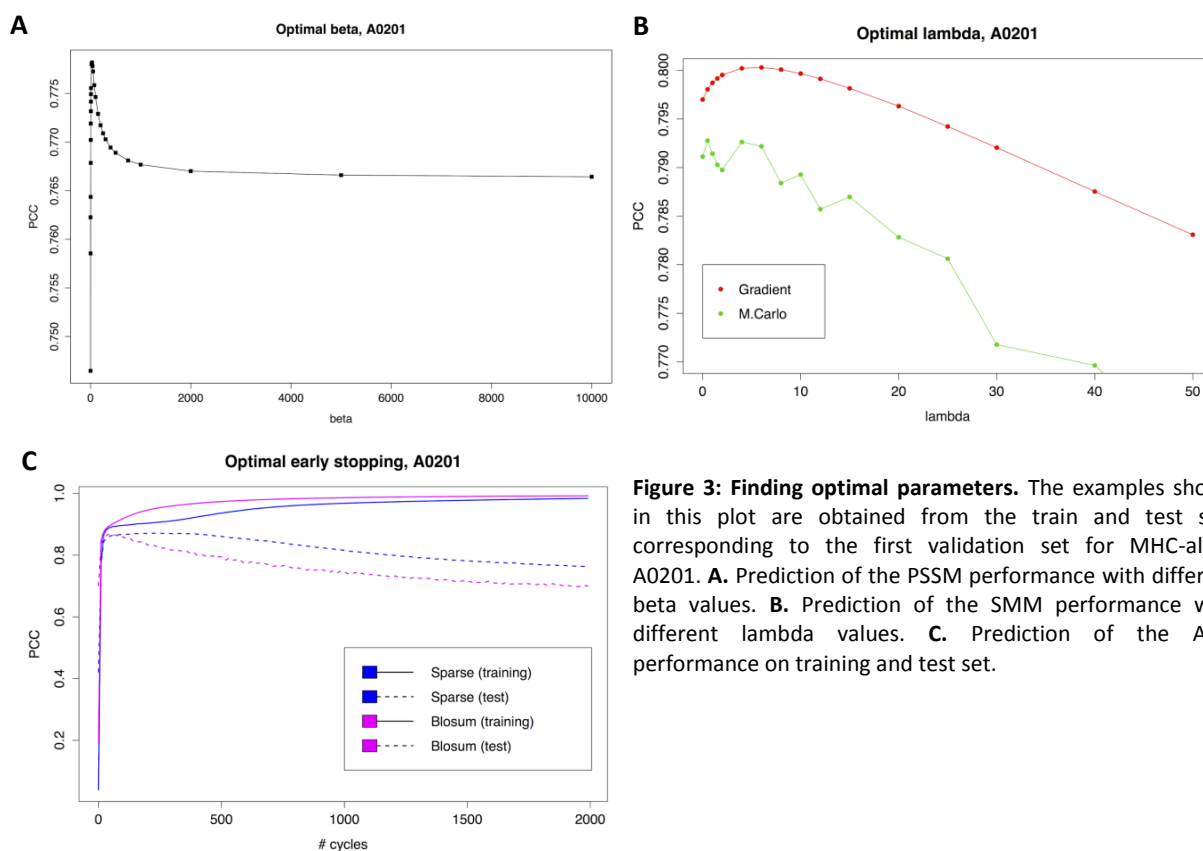 A
Optimal beta, A0201
PCC
0.775
0.770
0.765
0.760
0.755
0.750
0 2000 4000 6000 8000 10000
beta
B
Optimal lambda, A0201
PCC
0.800
0.795
0.790
0.785
0.780
0.775
0.770
Gradient
M.Carlo
0 10 20 30 40 50
lambda
C
Optimal early stopping, A0201
PCC
1.0
0.8
0.6
0.4
0.2
Sparse (training)
Sparse (test)
Blosum (training)
Blosum (test)
0 500 1000 1500 2000
# cycles
Figure 3: Finding optimal parameters. The examples sho
in this plot are obtained from the train and test s
corresponding to the first validation set for MHC-al
A0201. A. Prediction of the PSSM performance with differ
beta values. B. Prediction of the SMM performance w
different lambda values. C. Prediction of the A
performance on training and test set.